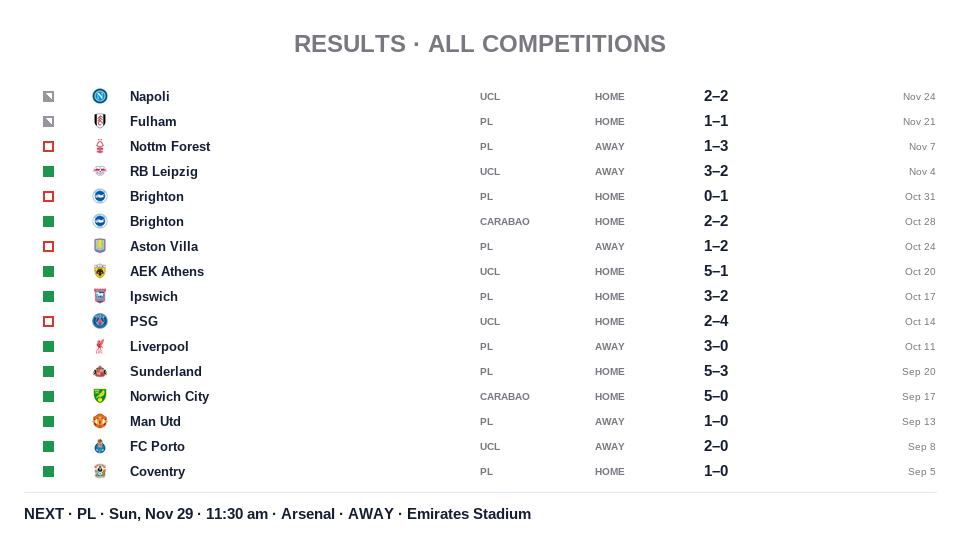 RESULTS · ALL COMPETITIONS
Napoli UCL HOME 2–2 Nov 24
Fulham PL HOME 1–1 Nov 21
Nottm Forest PL AWAY 1–3 Nov 7
RB Leipzig UCL AWAY 3–2 Nov 4
Brighton PL HOME 0–1 Oct 31
Brighton CARABAO HOME 2–2 Oct 28
Aston Villa PL AWAY 1–2 Oct 24
AEK Athens UCL HOME 5–1 Oct 20
Ipswich PL HOME 3–2 Oct 17
PSG UCL HOME 2–4 Oct 14
Liverpool PL AWAY 3–0 Oct 11
Sunderland PL HOME 5–3 Sep 20
Norwich City CARABAO HOME 5–0 Sep 17
Man Utd PL AWAY 1–0 Sep 13
FC Porto UCL AWAY 2–0 Sep 8
Coventry PL HOME 1–0 Sep 5
NEXT · PL · Sun, Nov 29 · 11:30 am · Arsenal · AWAY · Emirates Stadium